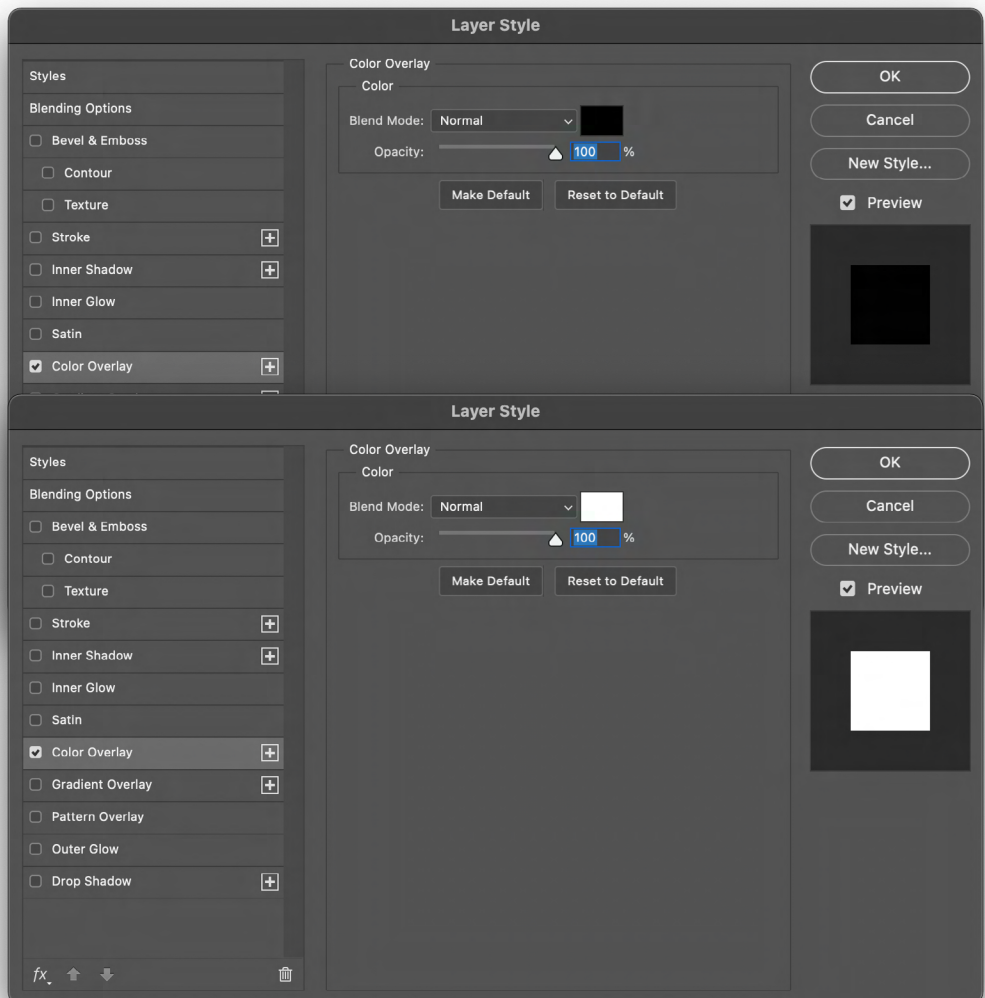 Layer Style
Styles
Blending Options
Bevel & Emboss
Contour
Texture
Stroke
Inner Shadow
Inner Glow
Satin
Color Overlay
Color Overlay
Color
Blend Mode: Normal
Opacity: 100 %
Make Default Reset to Default
OK
Cancel
New Style...
Preview
Layer Style
Styles
Blending Options
Bevel & Emboss
Contour
Texture
Stroke
Inner Shadow
Inner Glow
Satin
Color Overlay
Gradient Overlay
Pattern Overlay
Outer Glow
Drop Shadow
fx
Color Overlay
Color
Blend Mode: Normal
Opacity: 100 %
Make Default Reset to Default
OK
Cancel
New Style...
Preview